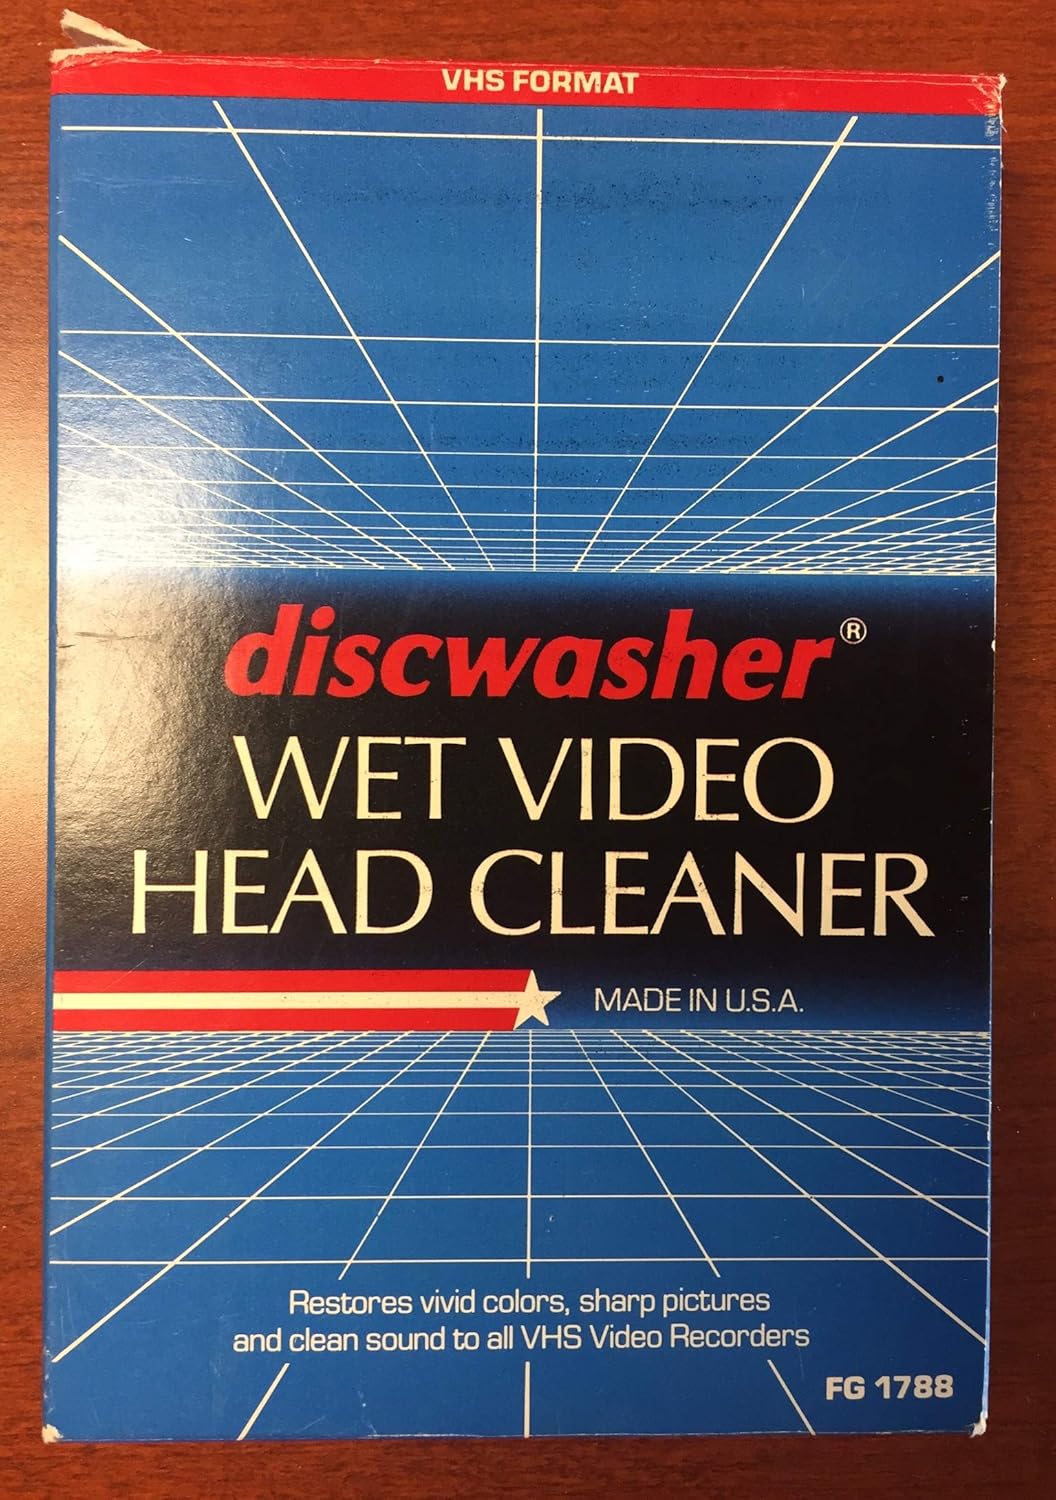 VHS FORMAT
discwasher®
WET VIDEO
HEAD CLEANER
MADE IN U.S.A.
Restores vivid colors, sharp pictures
and clean sound to all VHS Video Recorders
FG 1788